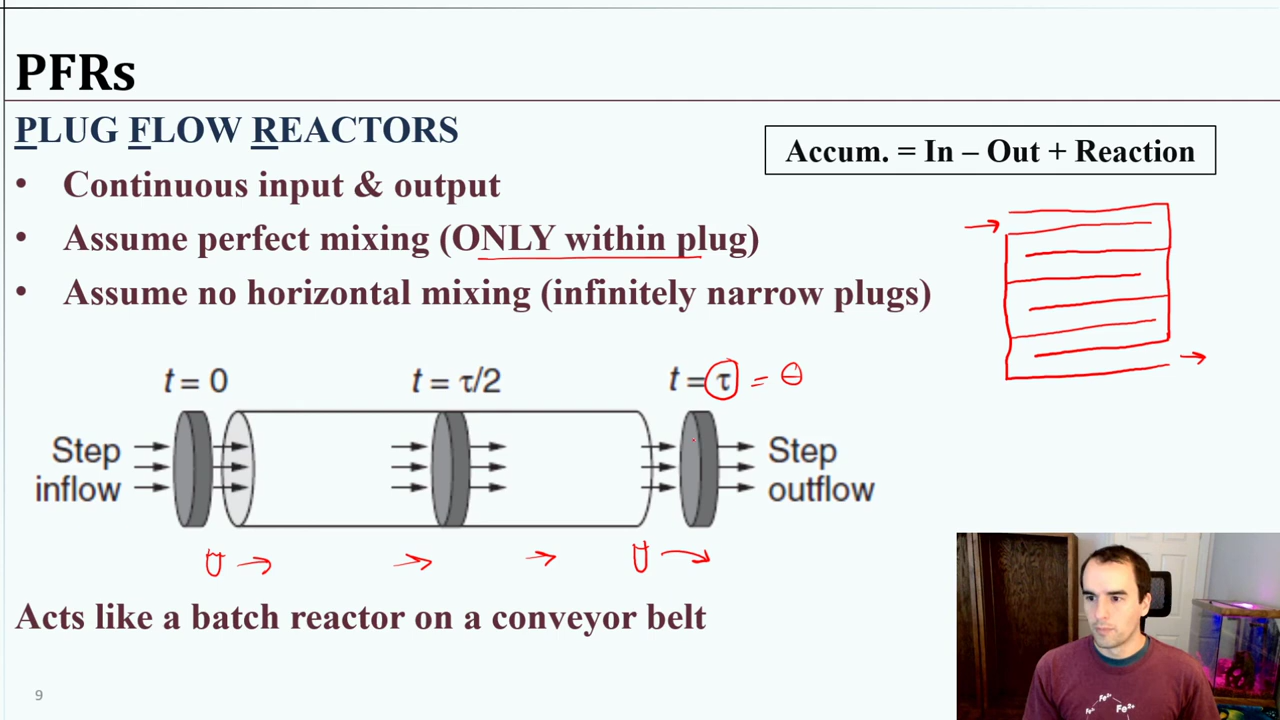 PFRs
PLUG FLOW REACTORS
Accum. = In – Out + Reaction
• Continuous input & output
• Assume perfect mixing (ONLY within plug)
• Assume no horizontal mixing (infinitely narrow plugs)
t = 0
t = τ/2
t = τ = θ
Step
inflow
Step
outflow
Acts like a batch reactor on a conveyor belt
9
Fe²⁺